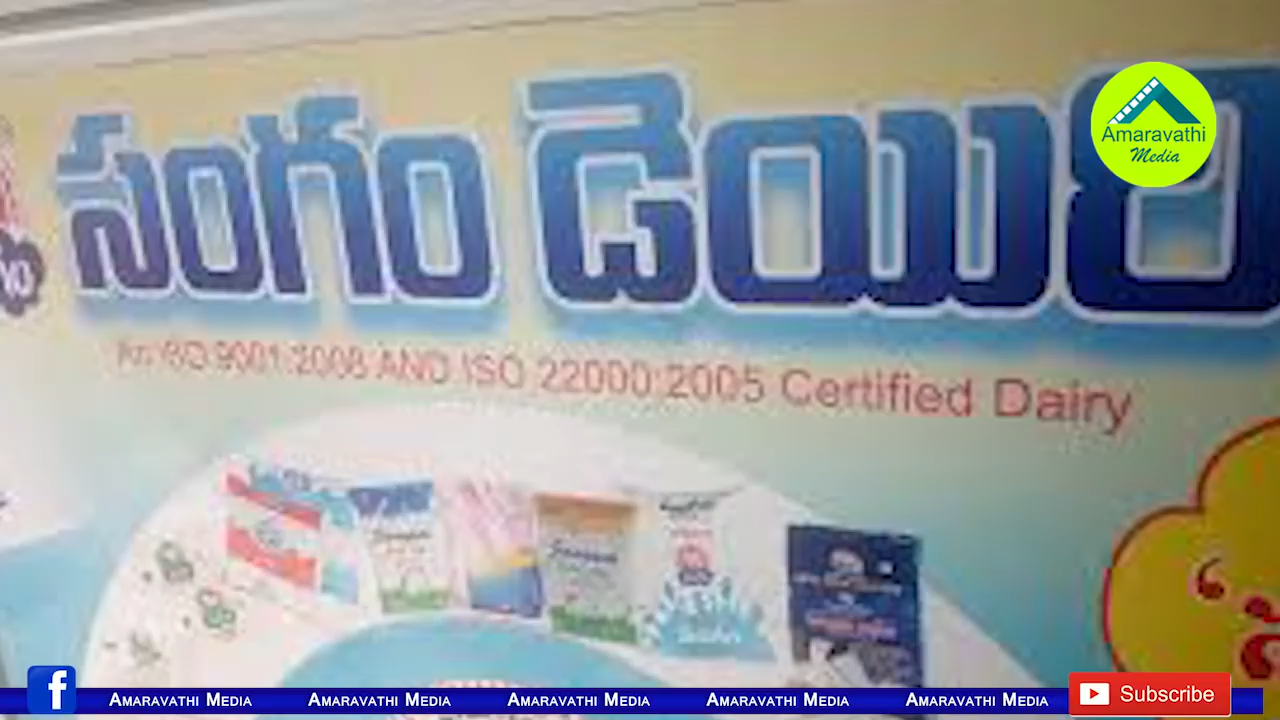 సంగం డెయిరీ
Amaravathi
Media
An ISO 9001:2008 AND ISO 22000:2005 Certified Dairy
f Amaravathi Media Amaravathi Media Amaravathi Media Amaravathi Media Amaravathi Media Subscribe